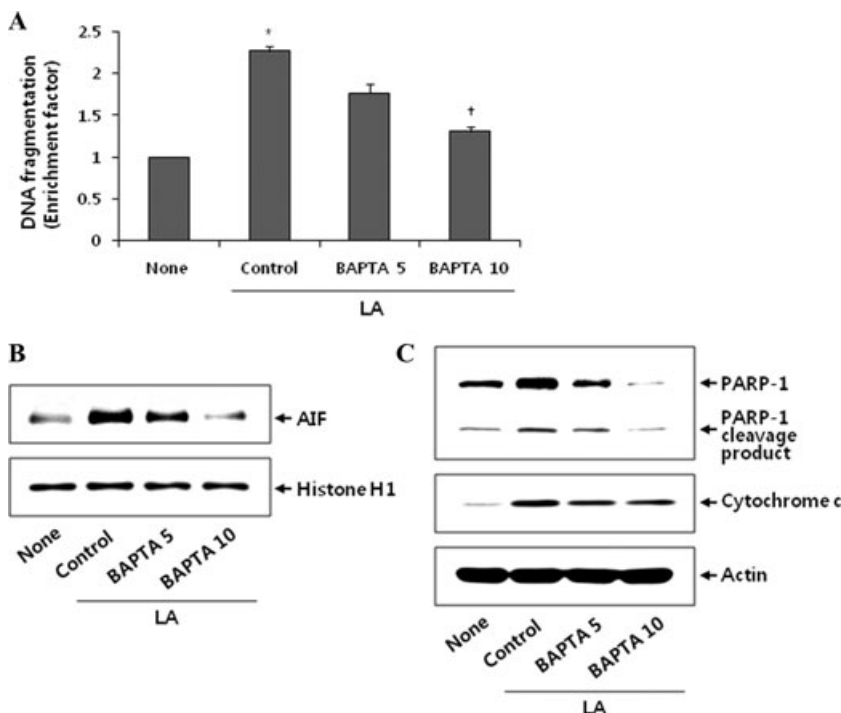 A
DNA fragmentation
(Enrichment factor)
2.5
2
1.5
1
0.5
0
*
†
None
Control
BAPTA 5
BAPTA 10
LA
B
AIF
Histone H1
None
Control
BAPTA 5
BAPTA 10
LA
C
PARP-1
PARP-1
cleavage
product
Cytochrome c
Actin
None
Control
BAPTA 5
BAPTA 10
LA